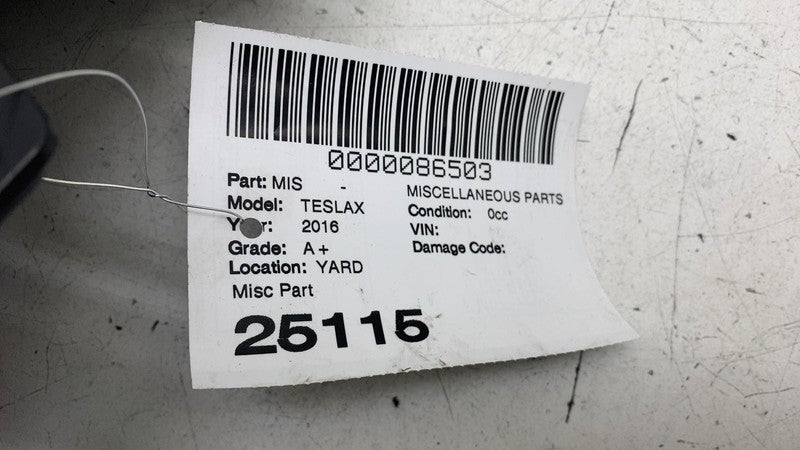 0000086503
Part: MIS - MISCELLANEOUS PARTS
Model: TESLAX Condition: 0cc
Year: 2016 VIN:
Grade: A+ Damage Code:
Location: YARD
Misc Part
25115